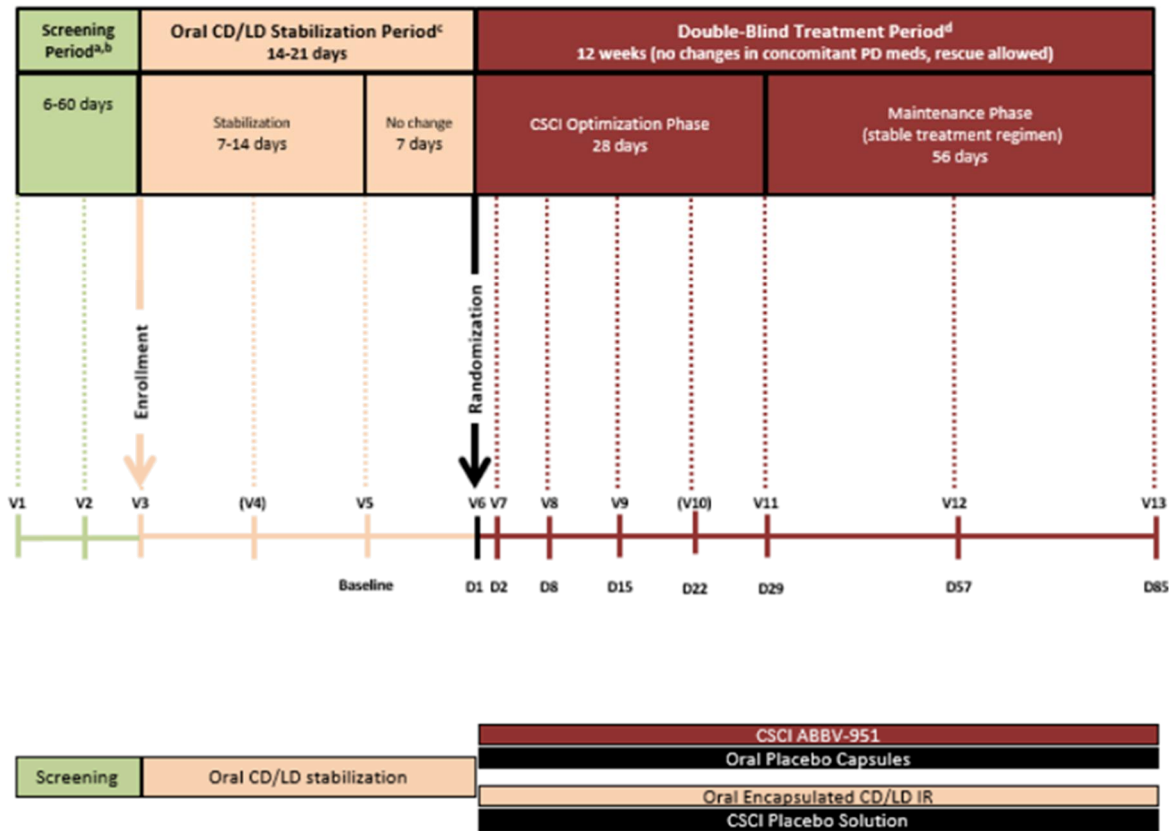 Screening
Perioda,b
Oral CD/LD Stabilization Periodc
14-21 days
Double-Blind Treatment Periodd
12 weeks (no changes in concomitant PD meds, rescue allowed)
6-60 days
Stabilization
7-14 days
No change
7 days
CSCI Optimization Phase
28 days
Maintenance Phase
(stable treatment regimen)
56 days
Enrollment
Randomization
V1 V2 V3 (V4) V5 V6 V7 V8 V9 (V10) V11 V12 V13
Baseline D1 D2 D8 D15 D22 D29 D57 D85
Screening
Oral CD/LD stabilization
CSCI ABBV-951
Oral Placebo Capsules
Oral Encapsulated CD/LD IR
CSCI Placebo Solution